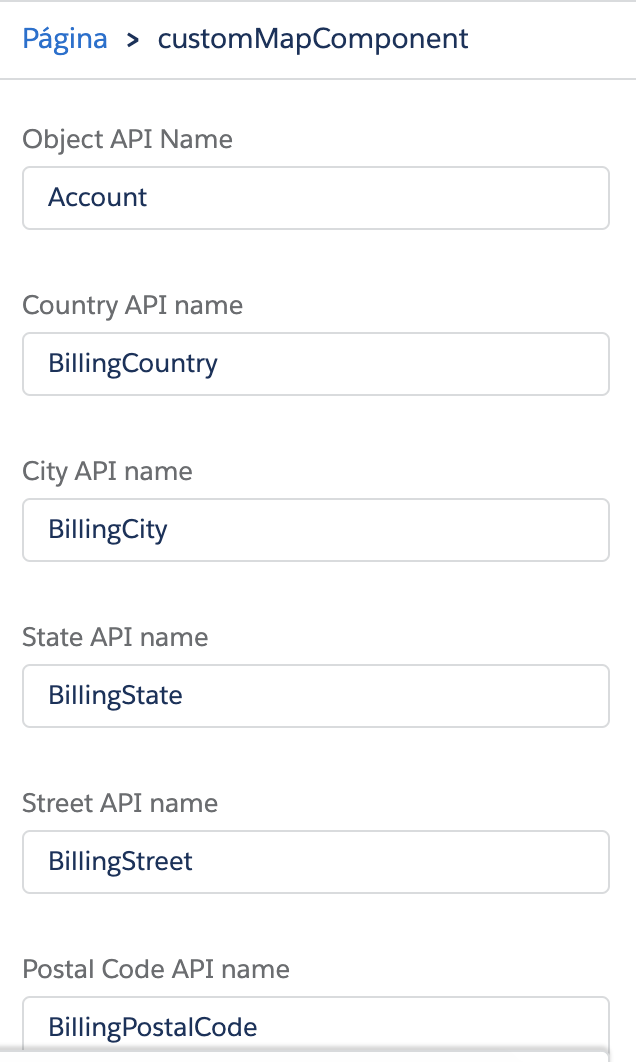 Página > customMapComponent
Object API Name
Account
Country API name
BillingCountry
City API name
BillingCity
State API name
BillingState
Street API name
BillingStreet
Postal Code API name
BillingPostalCode